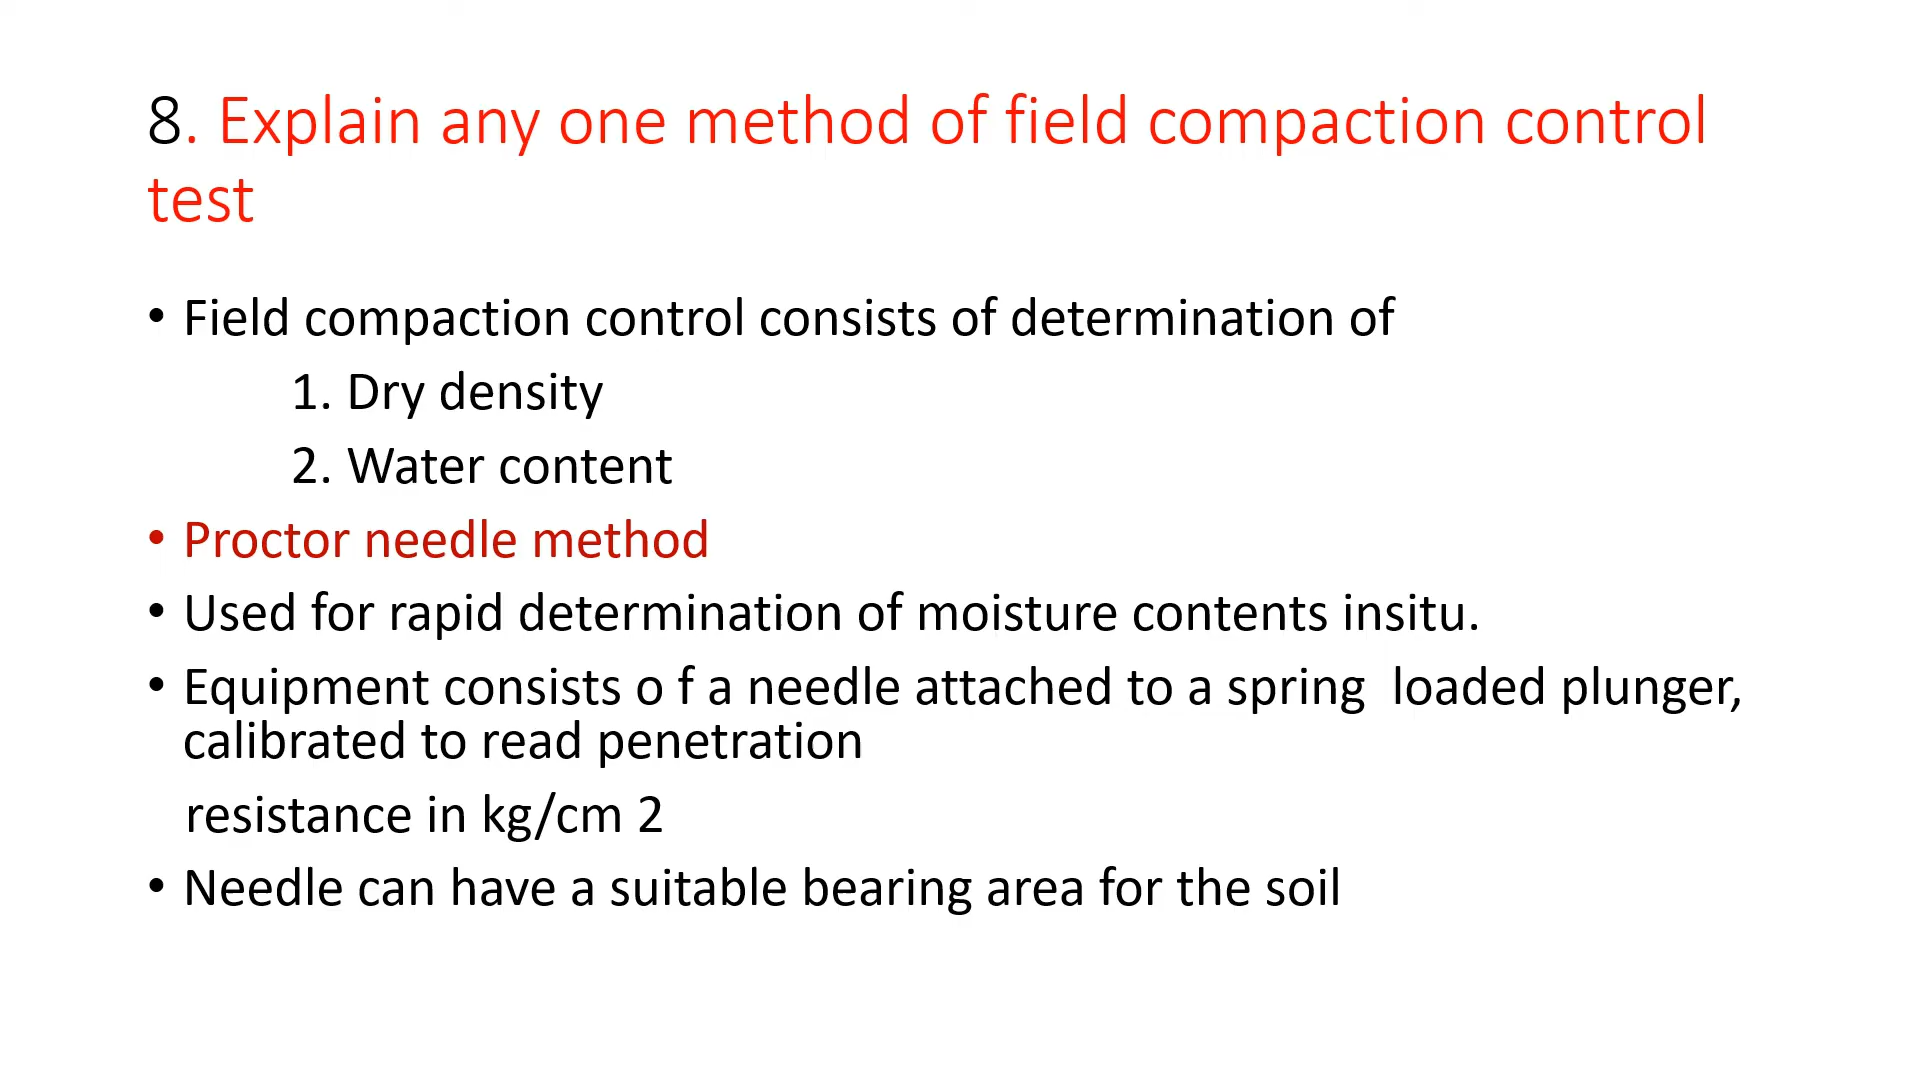 8. Explain any one method of field compaction control
test
• Field compaction control consists of determination of
1. Dry density
2. Water content
• Proctor needle method
• Used for rapid determination of moisture contents insitu.
• Equipment consists o f a needle attached to a spring  loaded plunger,
calibrated to read penetration
resistance in kg/cm 2
• Needle can have a suitable bearing area for the soil